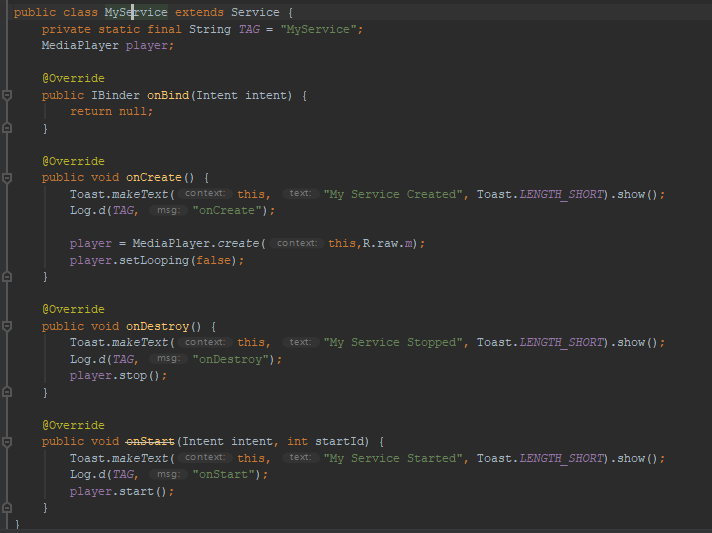 public class MyService extends Service {
    private static final String TAG = "MyService";
    MediaPlayer player;

    @Override
    public IBinder onBind(Intent intent) {
        return null;
    }

    @Override
    public void onCreate() {
        Toast.makeText( context: this, text: "My Service Created", Toast.LENGTH_SHORT).show();
        Log.d(TAG, msg: "onCreate");

        player = MediaPlayer.create( context: this,R.raw.m);
        player.setLooping(false);
    }

    @Override
    public void onDestroy() {
        Toast.makeText( context: this, text: "My Service Stopped", Toast.LENGTH_SHORT).show();
        Log.d(TAG, msg: "onDestroy");
        player.stop();
    }

    @Override
    public void onStart(Intent intent, int startId) {
        Toast.makeText( context: this, text: "My Service Started", Toast.LENGTH_SHORT).show();
        Log.d(TAG, msg: "onStart");
        player.start();
    }
}